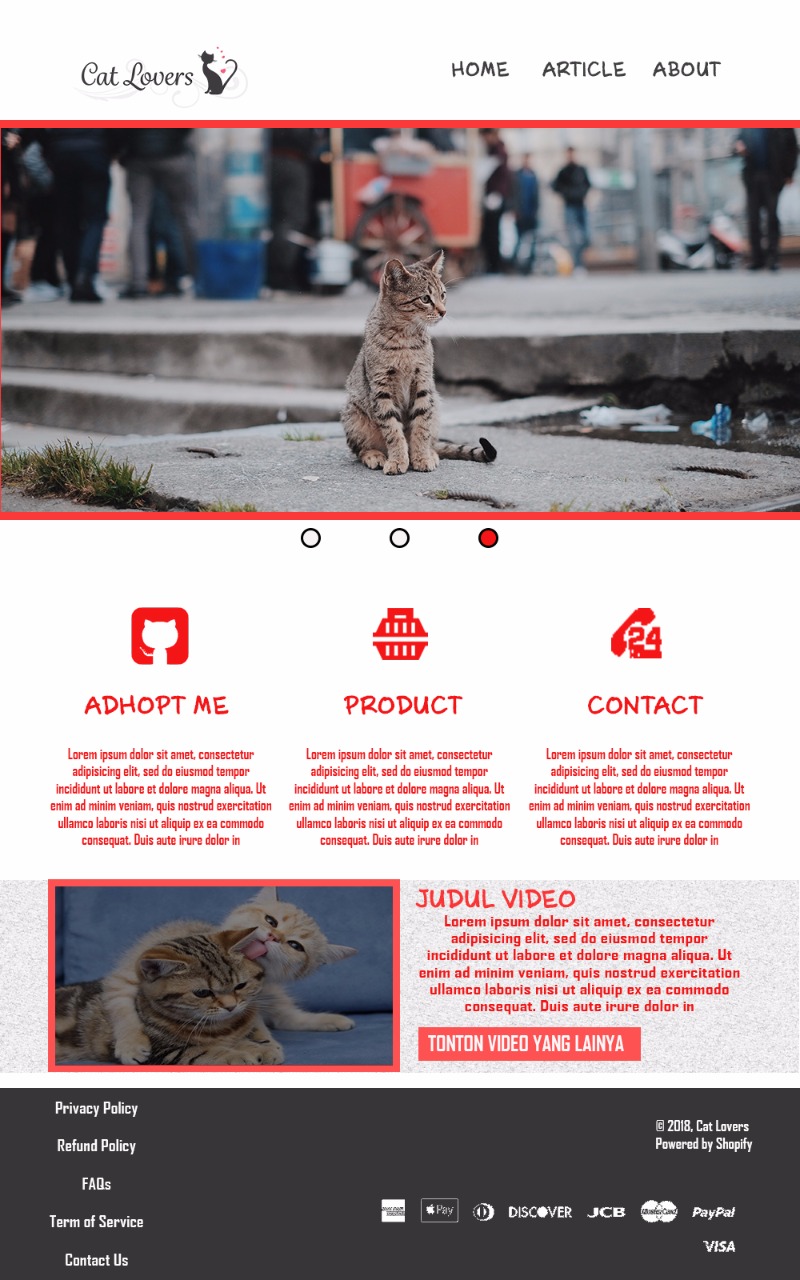 Cat Lovers
HOME ARTICLE ABOUT
ADHOPT ME
Lorem ipsum dolor sit amet, consectetur
adipisicing elit, sed do eiusmod tempor
incididunt ut labore et dolore magna aliqua. Ut
enim ad minim veniam, quis nostrud exercitation
ullamco laboris nisi ut aliquip ex ea commodo
consequat. Duis aute irure dolor in
PRODUCT
Lorem ipsum dolor sit amet, consectetur
adipisicing elit, sed do eiusmod tempor
incididunt ut labore et dolore magna aliqua. Ut
enim ad minim veniam, quis nostrud exercitation
ullamco laboris nisi ut aliquip ex ea commodo
consequat. Duis aute irure dolor in
24
CONTACT
Lorem ipsum dolor sit amet, consectetur
adipisicing elit, sed do eiusmod tempor
incididunt ut labore et dolore magna aliqua. Ut
enim ad minim veniam, quis nostrud exercitation
ullamco laboris nisi ut aliquip ex ea commodo
consequat. Duis aute irure dolor in
JUDUL VIDEO
Lorem ipsum dolor sit amet, consectetur
adipisicing elit, sed do eiusmod tempor
incididunt ut labore et dolore magna aliqua. Ut
enim ad minim veniam, quis nostrud exercitation
ullamco laboris nisi ut aliquip ex ea commodo
consequat. Duis aute irure dolor in
TONTON VIDEO YANG LAINYA
Privacy Policy
Refund Policy
FAQs
Term of Service
Contact Us
© 2018, Cat Lovers
Powered by Shopify
Pay DISCOVER JCB MasterCard PayPal
VISA